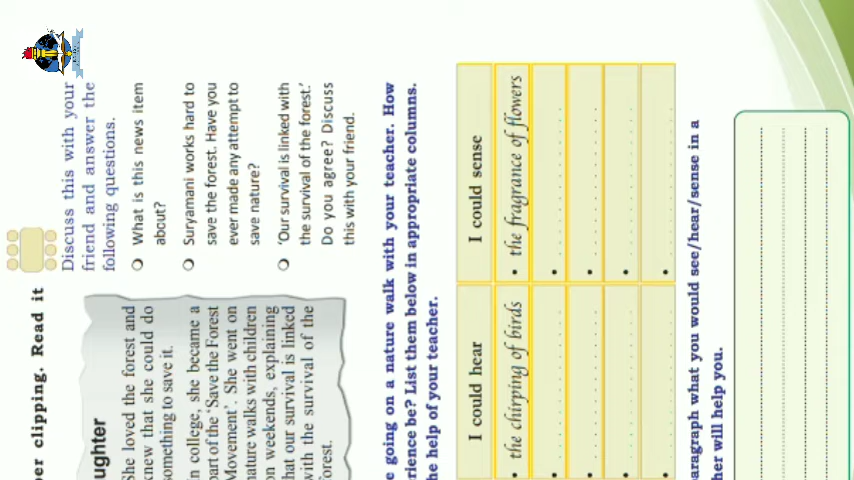 per clipping. Read it
ughter
She loved the forest and
knew that she could do
something to save it.
in college, she became a
part of the 'Save the Forest
Movement'. She went on
nature walks with children
on weekends, explaining
that our survival is linked
with the survival of the
forest.
Discuss this with your
friend and answer the
following questions.
What is this news item
about?
Suryamani works hard to
save the forest. Have you
ever made any attempt to
save nature?
'Our survival is linked with
the survival of the forest.'
Do you agree? Discuss
this with your friend.
e going on a nature walk with your teacher. How
rience be? List them below in appropriate columns.
he help of your teacher.
I could hear
• the chirping of birds
•
•
•
•
I could sense
• the fragrance of flowers
•
•
•
•
paragraph what you would see/hear/sense in a
her will help you.